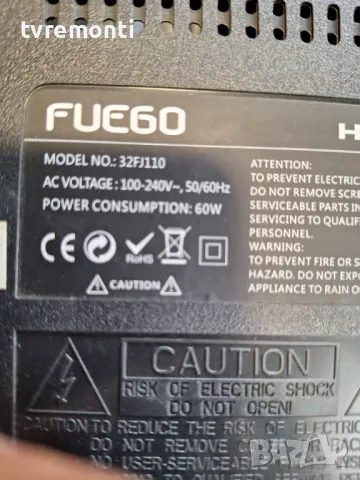 tvremonti
FUEGO
H
MODEL NO.: 32FJ110
AC VOLTAGE : 100-240V~, 50/60Hz
POWER CONSUMPTION: 60W
CE
RoHS
CAUTION
ATTENTION:
TO PREVENT ELECTRIC
DO NOT REMOVE SCRE
SERVICEABLE PARTS IN
SERVICING TO QUALIF
PERSONNEL.
WARNING:
TO PREVENT FIRE OR S
HAZARD. DO NOT EXPO
APPLIANCE TO RAIN O
CAUTION
RISK OF ELECTRIC SHOCK
DO NOT OPEN!
CAUTION TO REDUCE THE RISK OF ELECTRIC
DO NOT REMOVE COVER
NO USER-SERVICEABLE
bazar